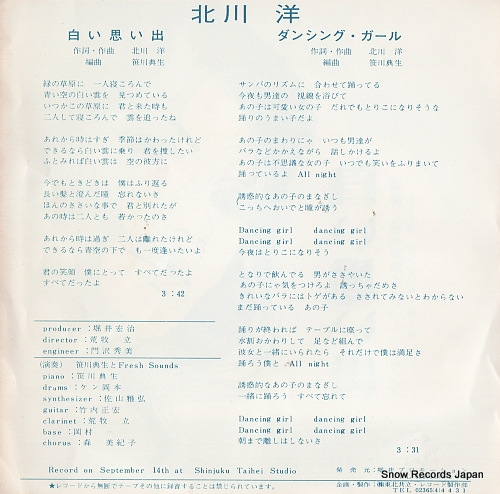 北川 洋
白い思い出
作詞・作曲 北川 洋
編曲 笹川典生
緑の草原に 一人寝ころんで
青い空の白い雲を 見つめている
いつかこの草原に 君と来た時も
二人して寝ころんで 雲を追ったね
あれから時はすぎ 季節はかわったけれど
できるなら白い雲に乗り 君を捜したい
ふとみれば白い雲は 空の彼方に
今でもときどきは 僕はふり返る
長い髪と澄んだ瞳 忘れないさ
ほんのささいな事で 君と別れたが
あの時は二人とも 若かったのさ
あれから時は過ぎ 二人は離れたけれど
できるなら青空の下で もう一度逢いたいよ
君の笑顔 僕にとって すべてだったよ
すべてだったよ
3：42
producer：堀井宏治
director：荒牧 立
engineer：門沢秀美
(演奏) 笹川典生とFresh Sounds
piano：笹川典生
drums：ケン岡本
synthesizer：佐山雅弘
guitar：竹内正宏
clarinet：荒牧 立
base：岡村
chorus：森 美紀子
ダンシング・ガール
作詞・作曲 北川 洋
編曲 笹川典生
サンバのリズムに 合わせて踊ってる
今夜も男達の 視線を浴びて
あの子は可愛い女の子 だれでもとりこになりそうな
踊りのうまい子だよ
あの子のまわりにゃ いつも男達が
バラなどかかえながら 話しかけるよ
あの子は不思議な女の子 いつでも笑いをふりまいて
踊つているよ All night
誘惑的なあの子のまなざし
こっちへおいでと瞳が誘う
Dancing girl dancing girl
Dancing girl dancing girl
今夜はとりこになりそう
となりで飲んでる 男がささやいた
あの子にゃ気をつけろよ 誘っちゃだめさ
きれいなバラにはトゲがある さされてみないとわからない
まだ踊っている あの子
踊りが終われば テーブルに座って
水割おかわりして 足など組んで
彼女と一緒にいられたら それだけで僕は満足さ
踊ろう僕と All night
誘惑的なあの子のまなざし
一緒に踊ろう すべて忘れて
Dancing girl dancing girl
Dancing girl dancing girl
朝まで離しはしないさ
3：31
Record on September 14th at Shinjuku Taihei Studio
★レコードから無断でテープその他に録音することは禁じられています。
企画・製作：㈱東北共立・レコード製作部
Snow Records Japan